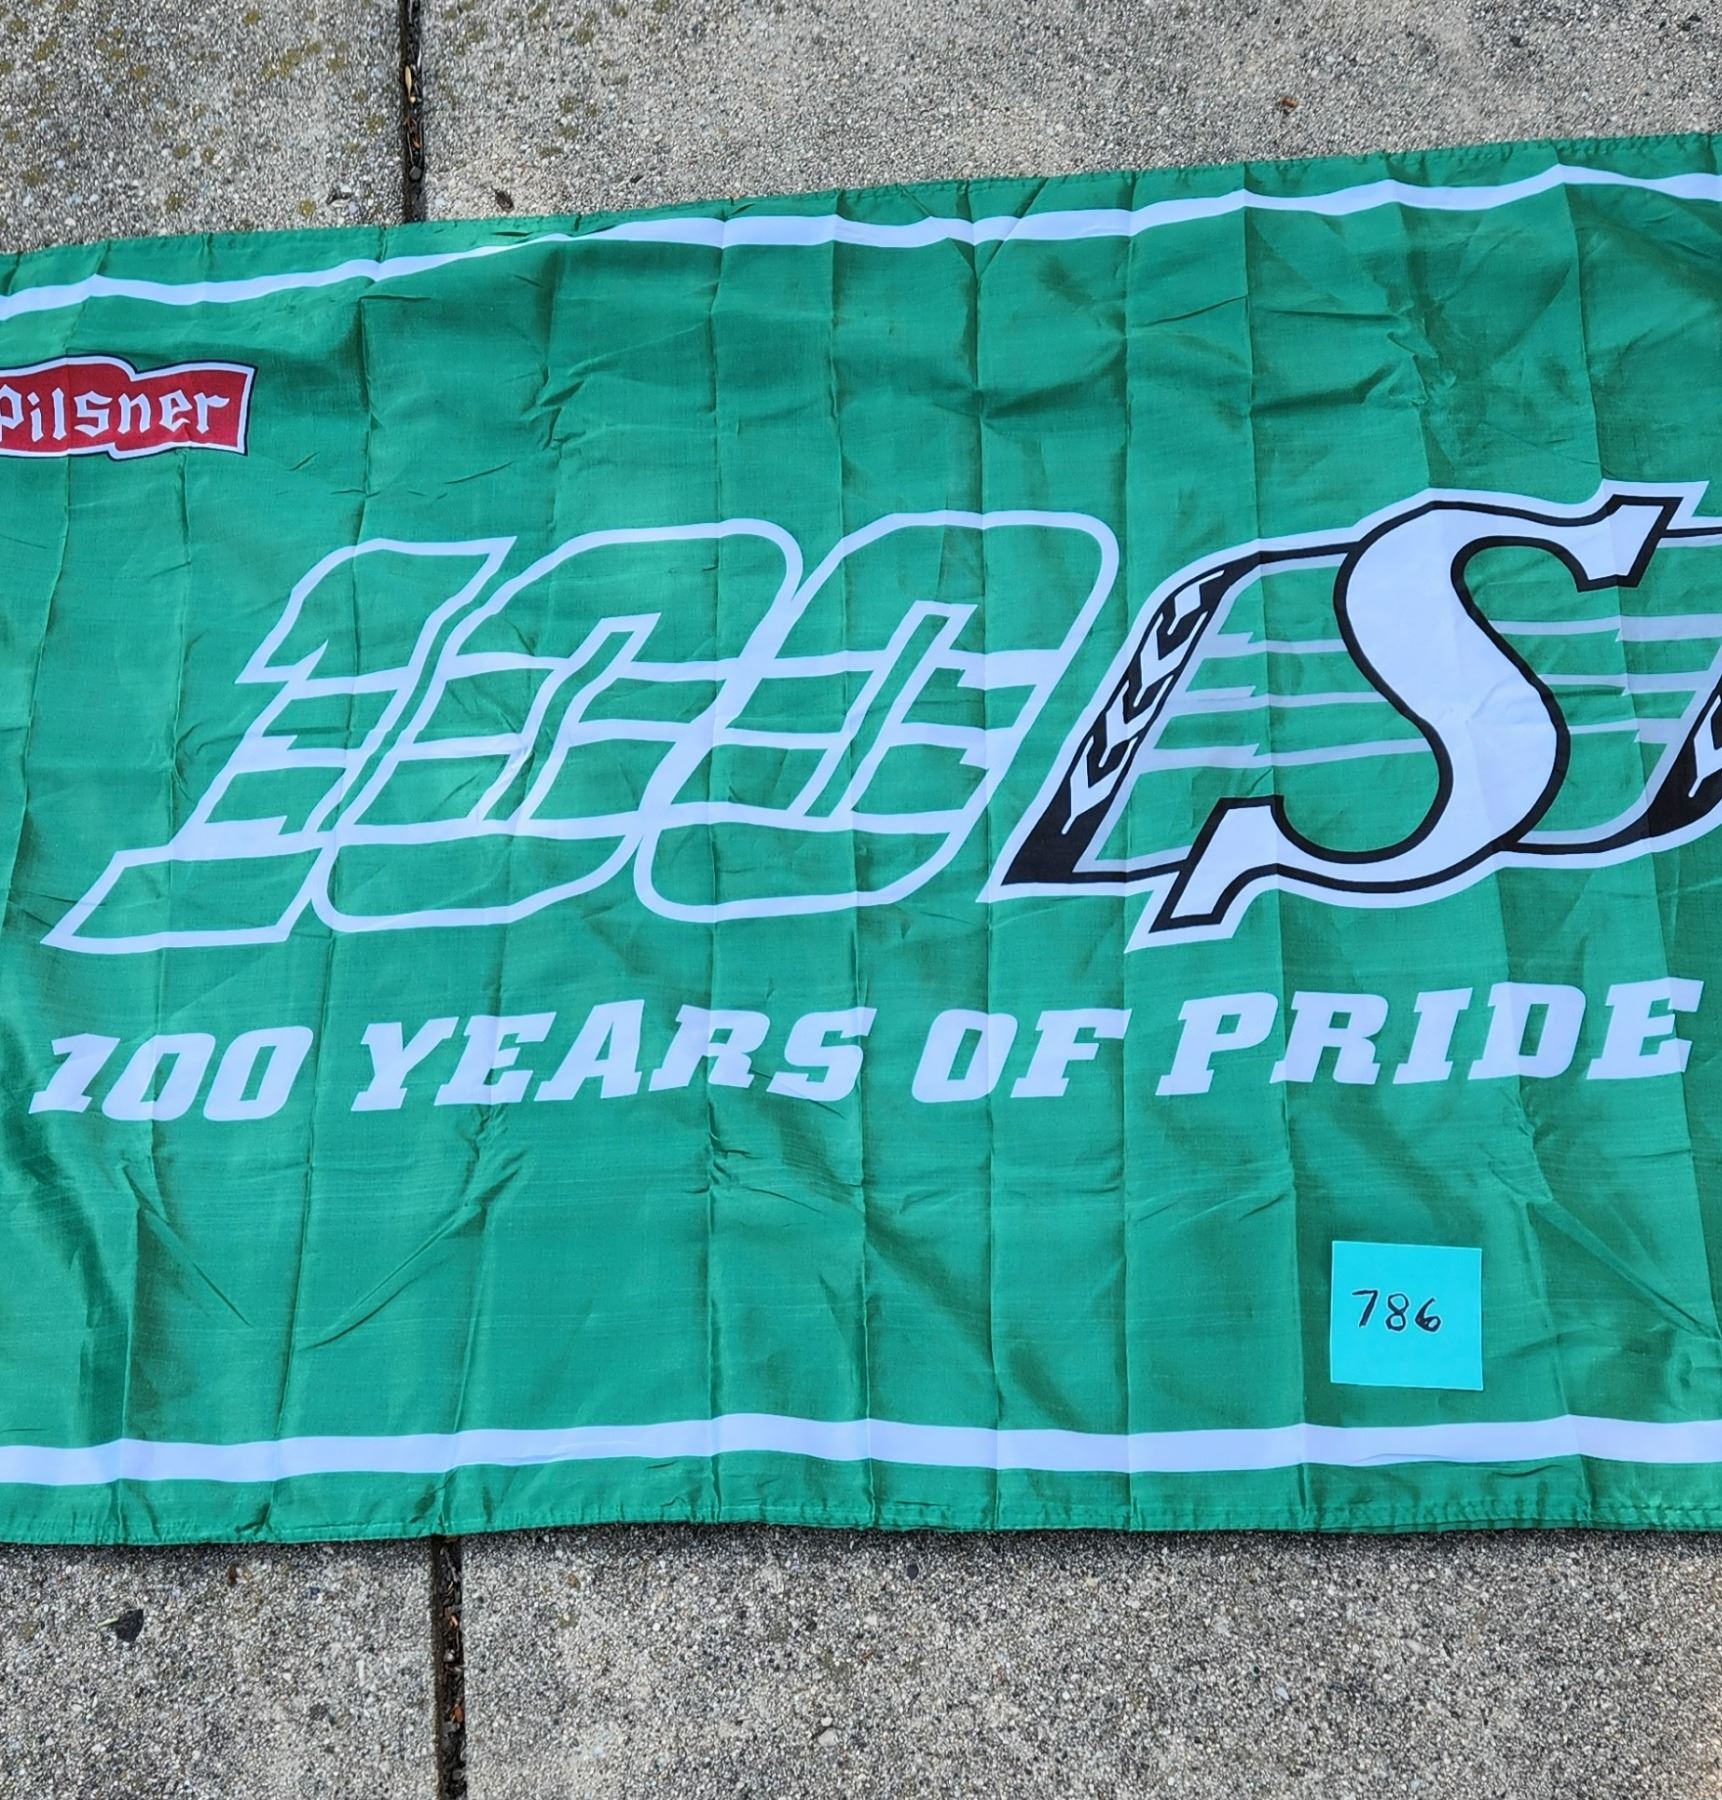 Pilsner
100 S
100 YEARS OF PRIDE
786